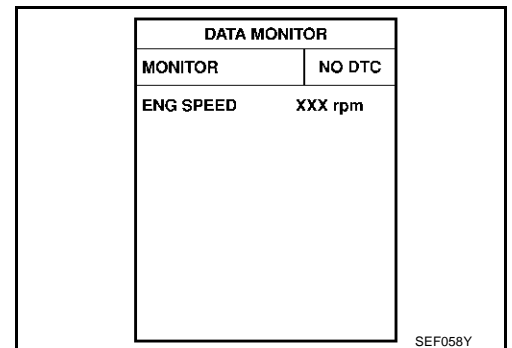 DATA MONITOR
MONITOR NO DTC
ENG SPEED XXX rpm
SEF058Y